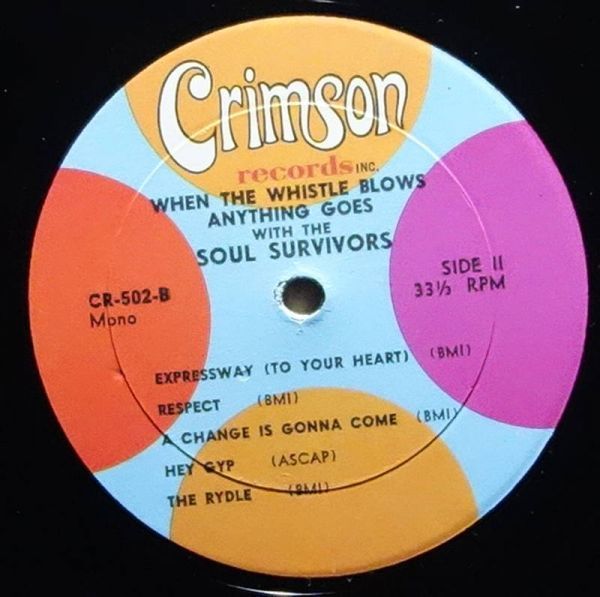 Crimson
records INC.
WHEN THE WHISTLE BLOWS
ANYTHING GOES
WITH THE
SOUL SURVIVORS
CR-502-B
Mono
SIDE II
33⅓ RPM
EXPRESSWAY (TO YOUR HEART) (BMI)
RESPECT (BMI)
A CHANGE IS GONNA COME (BMI)
HEY GYP (ASCAP)
THE RYDLE (BMI)